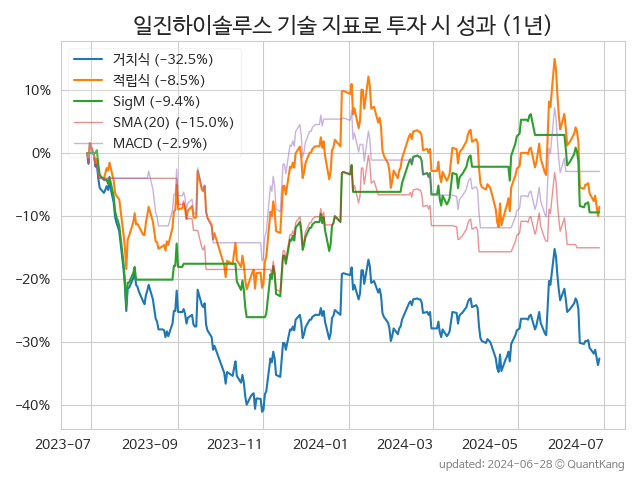 일진하이솔루스 기술 지표로 투자 시 성과 (1년)
거치식 (−32.5%)
적립식 (−8.5%)
SigM (−9.4%)
SMA(20) (−15.0%)
MACD (−2.9%)
10%
0%
−10%
−20%
−30%
−40%
2023-07
2023-09
2023-11
2024-01
2024-03
2024-05
2024-07
updated: 2024-06-28 ⓒ QuantKang